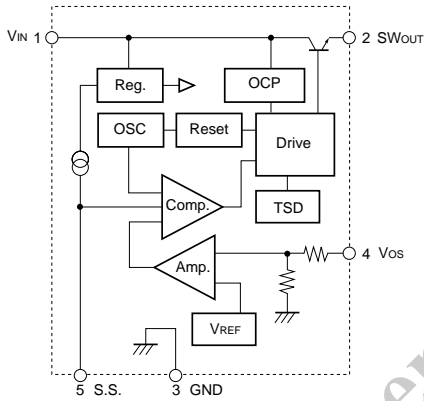 VIN 1
2 SWOUT
Reg.
OCP
OSC
Reset
Drive
Comp.
TSD
4 VOS
Amp.
VREF
5 S.S.
3 GND